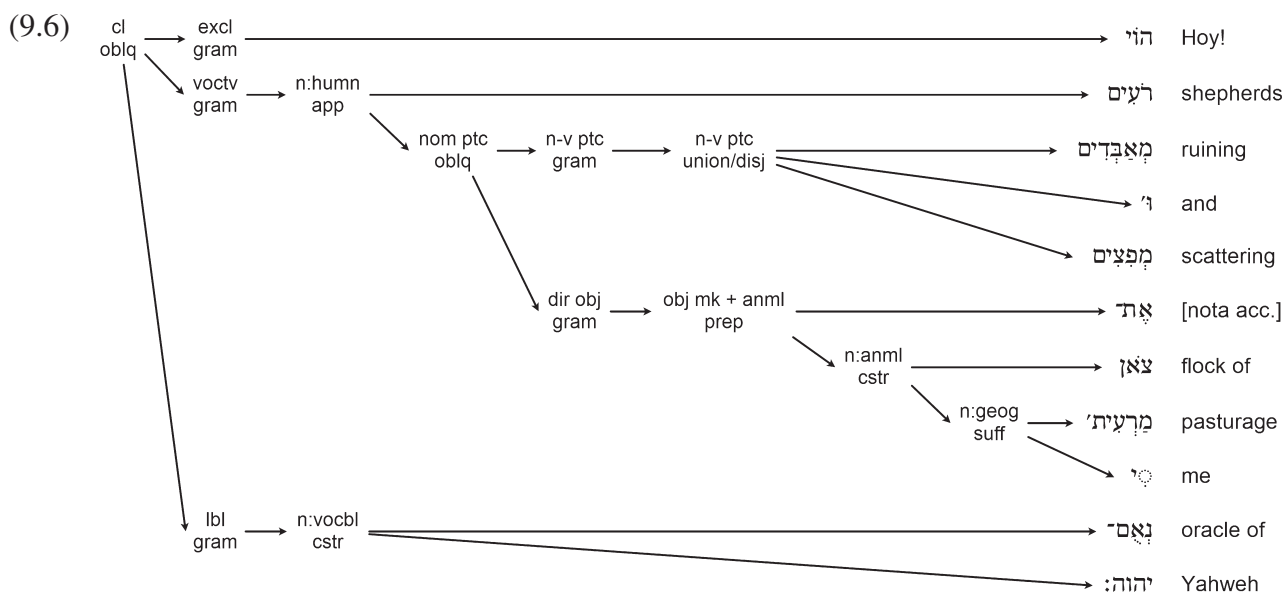 (9.6)
cl excl הוֹי Hoy!
oblq gram
voctv n:humn רֹעִים shepherds
gram app
nom ptc n-v ptc n-v ptc מְאַבְּדִים ruining
oblq gram union/disj
וּ׳ and
מְפִצִים scattering
dir obj obj mk + anml אֶת־ [nota acc.]
gram prep
n:anml צֹאן flock of
cstr
n:geog מַרְעִית׳ pasturage
suff
◌ִי me
lbl n:vocbl נְאֻם־ oracle of
gram cstr
יהוה׃ Yahweh